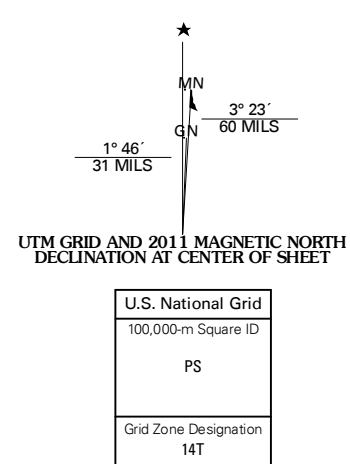 ★
MN
GN
3° 23´
60 MILS
1° 46´
31 MILS
UTM GRID AND 2011 MAGNETIC NORTH
DECLINATION AT CENTER OF SHEET
U.S. National Grid
100,000-m Square ID
PS
Grid Zone Designation
14T